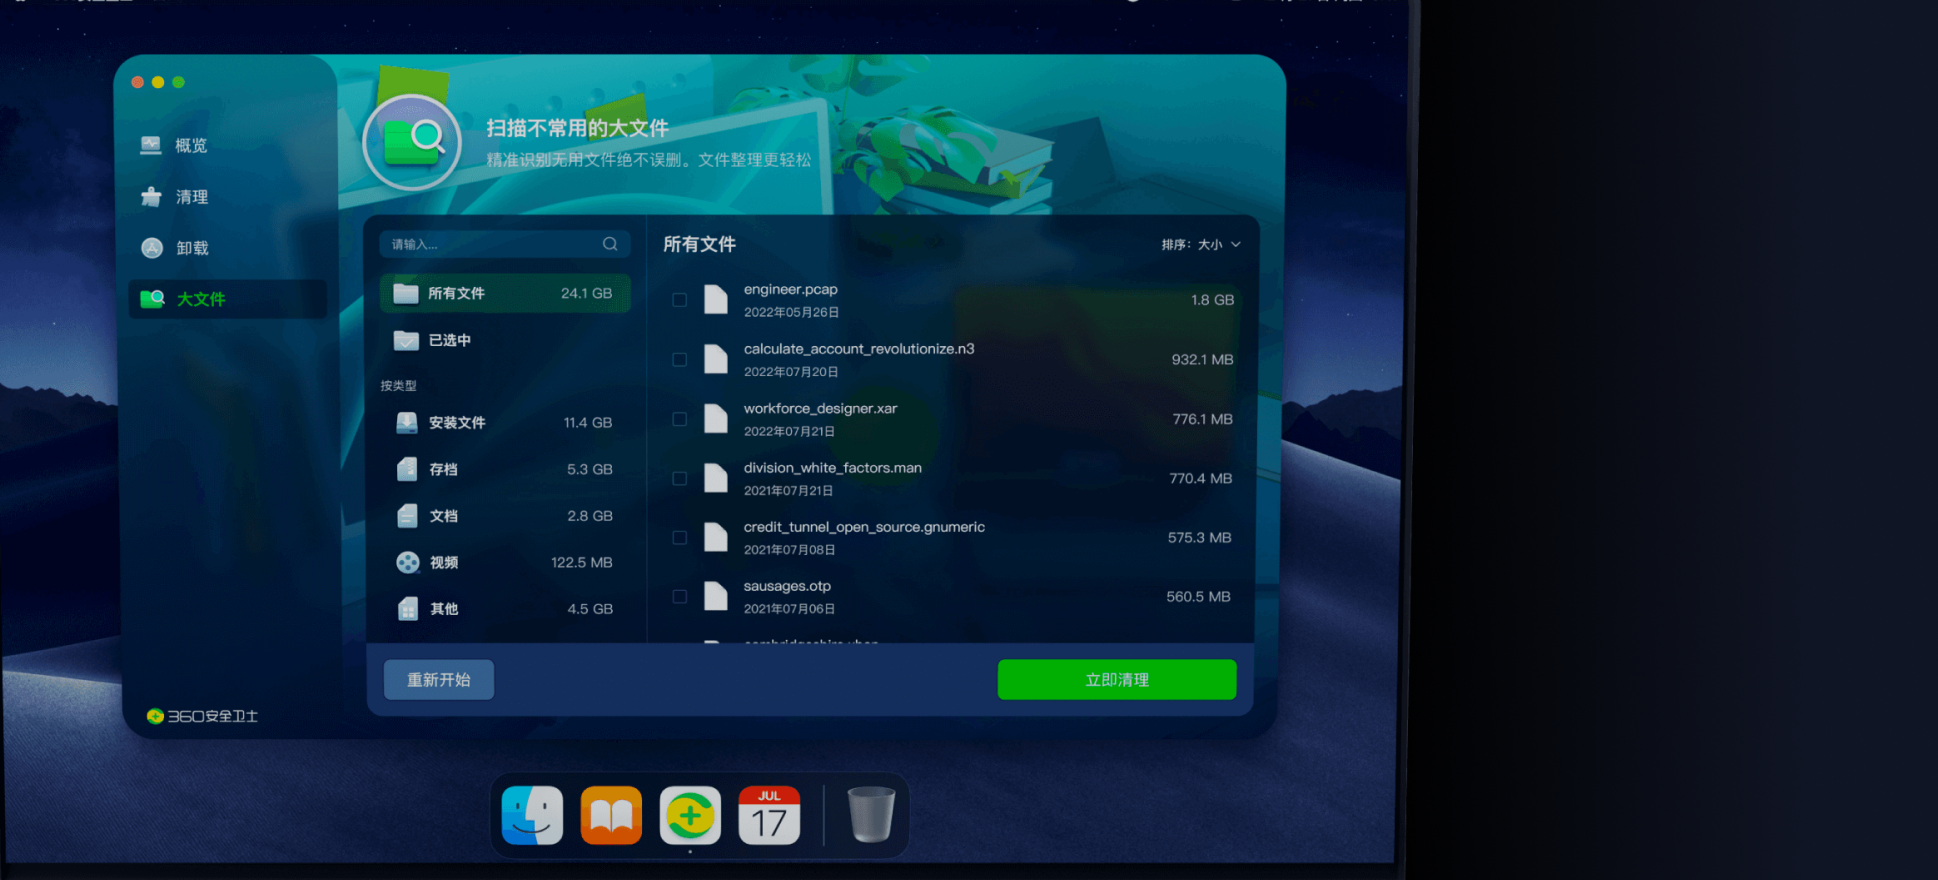 概览
清理
卸载
大文件
360安全卫士
扫描不常用的大文件
精准识别无用文件绝不误删。文件整理更轻松
请输入...
所有文件 24.1 GB
已选中
按类型
安装文件 11.4 GB
存档 5.3 GB
文档 2.8 GB
视频 122.5 MB
其他 4.5 GB
所有文件
排序: 大小
engineer.pcap
2022年05月26日
1.8 GB
calculate_account_revolutionize.n3
2022年07月20日
932.1 MB
workforce_designer.xar
2022年07月21日
776.1 MB
division_white_factors.man
2021年07月21日
770.4 MB
credit_tunnel_open_source.gnumeric
2021年07月08日
575.3 MB
sausages.otp
2021年07月06日
560.5 MB
重新开始
立即清理
JUL
17